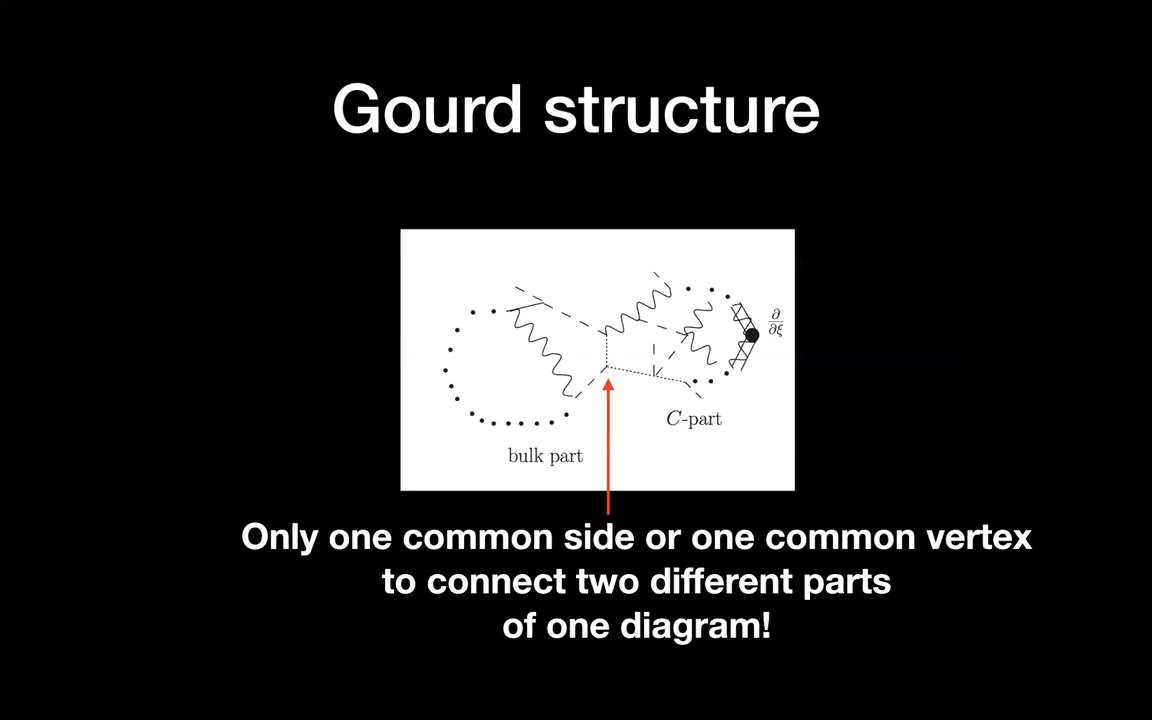 Gourd structure
∂
∂ξ
C-part
bulk part
Only one common side or one common vertex
to connect two different parts
of one diagram!